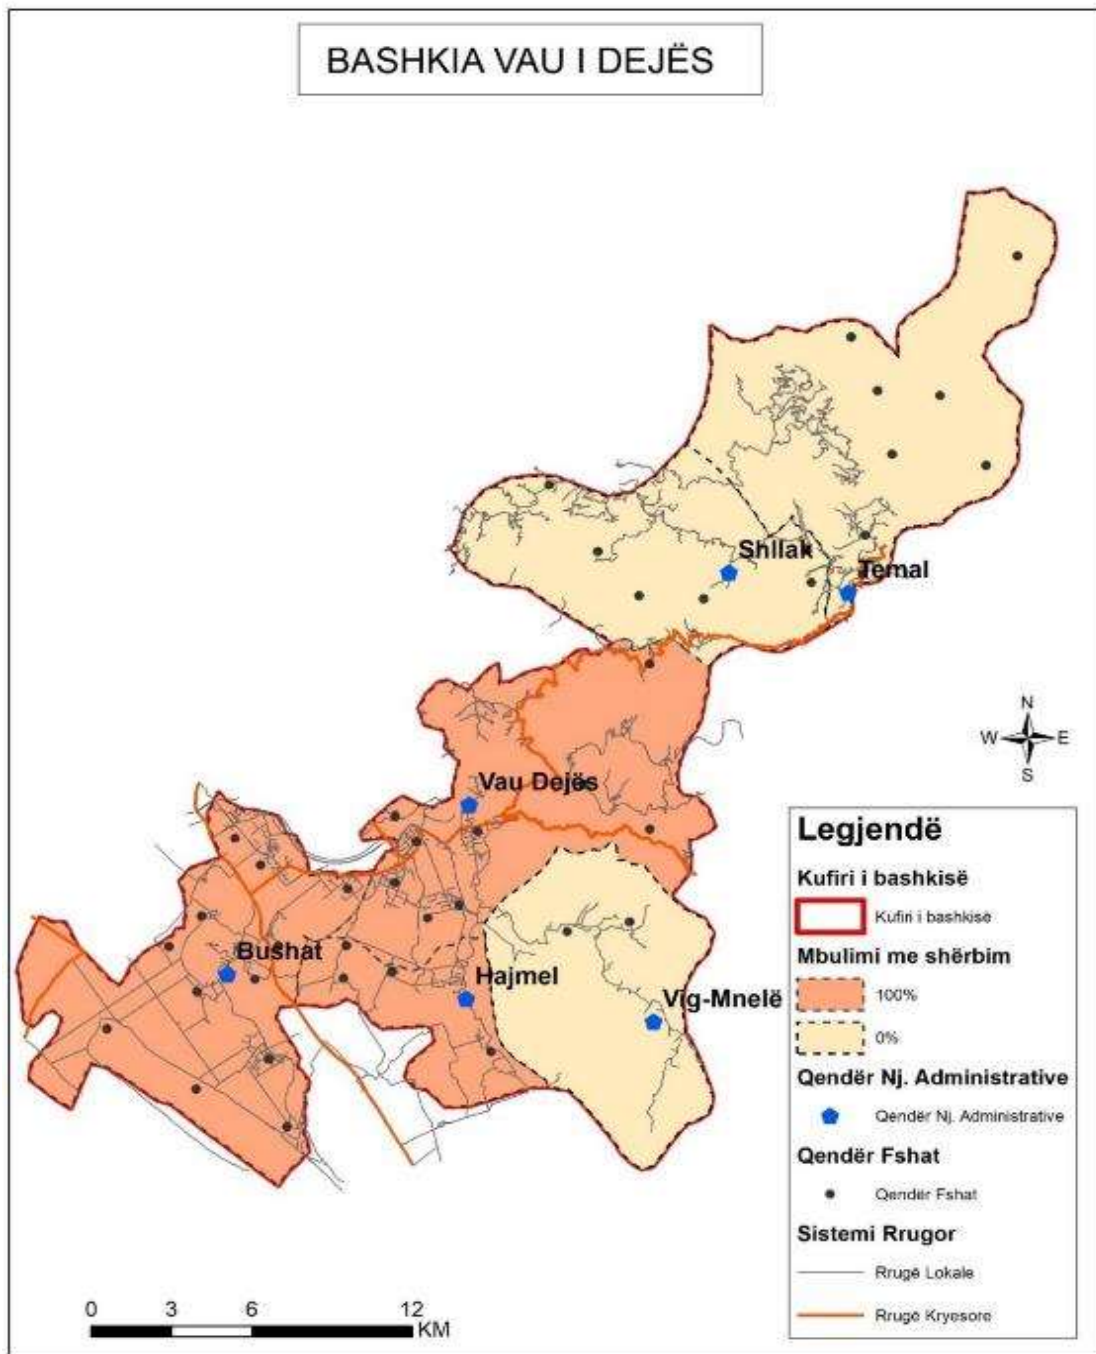 BASHKIA VAU I DEJËS
Shllak
Temal
N
W E
S
Vau Dejës
Bushat
Hajmel
Vig-Mnelë
Legjendë
Kufiri i bashkisë
Kufiri i bashkisë
Mbulimi me shërbim
100%
0%
Qendër Nj. Administrative
Qendër Nj. Administrative
Qendër Fshat
Qendër Fshat
Sistemi Rrugor
Rrugë Lokale
Rrugë Kryesore
0 3 6 12
KM